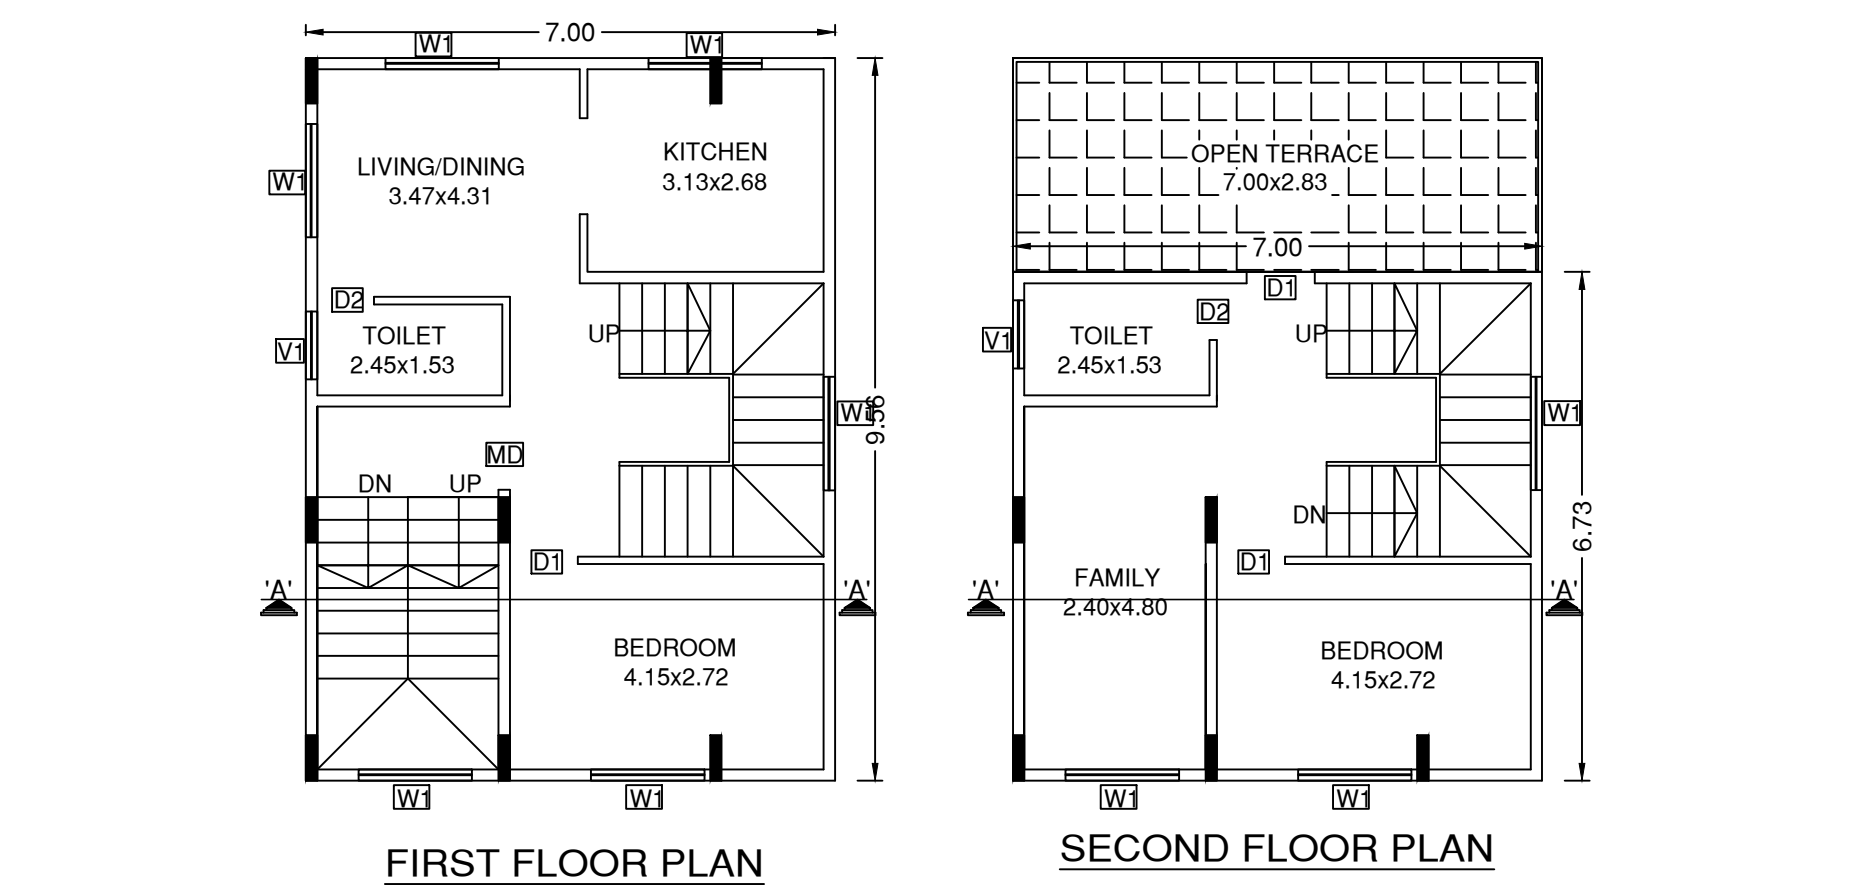 7.00
W1
W1
LIVING/DINING
3.47x4.31
KITCHEN
3.13x2.68
W1
D2
TOILET
2.45x1.53
V1
UP
W1
9.56
MD
DN
UP
D1
'A'
'A'
BEDROOM
4.15x2.72
W1
W1
FIRST FLOOR PLAN
OPEN TERRACE
7.00x2.83
7.00
D1
D2
TOILET
2.45x1.53
V1
UP
W1
DN
6.73
D1
FAMILY
2.40x4.80
'A'
'A'
BEDROOM
4.15x2.72
W1
W1
SECOND FLOOR PLAN